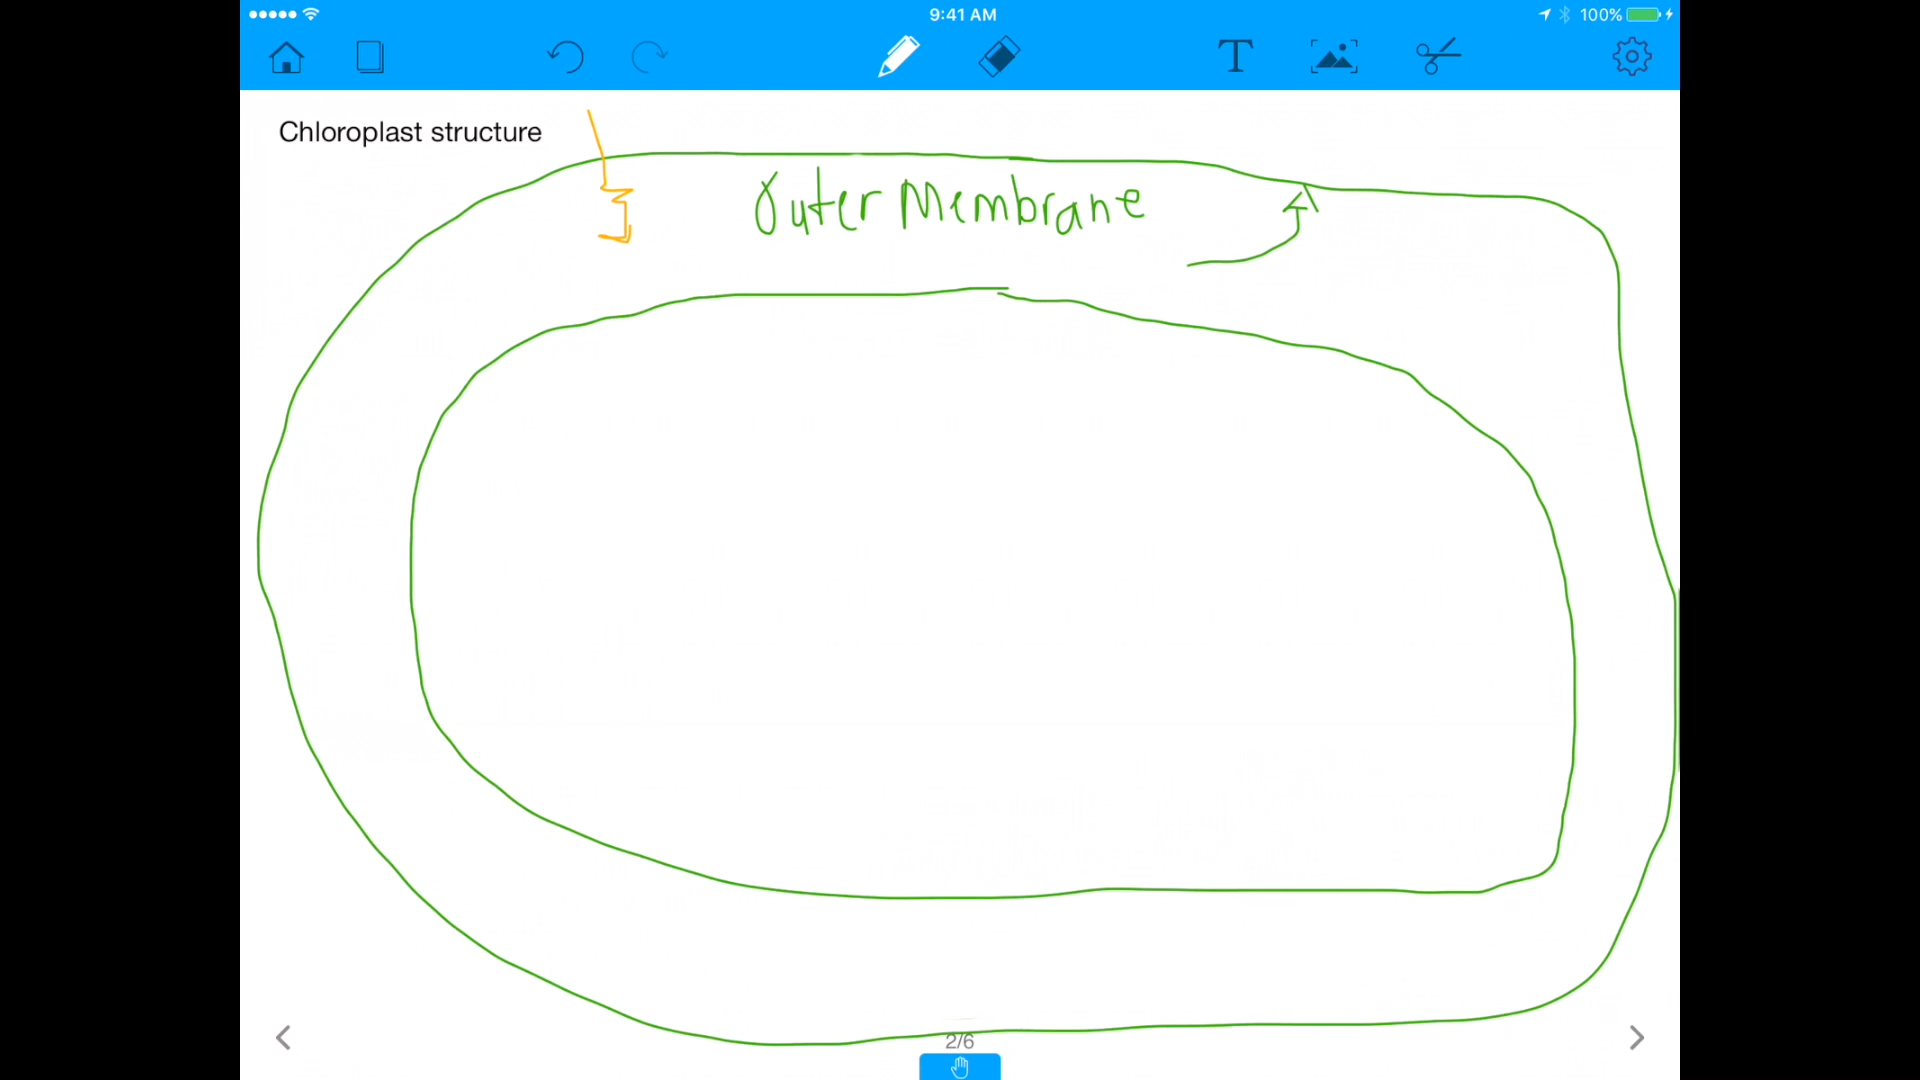 9:41 AM
100%
T
Chloroplast structure
Outer Membrane
2/6